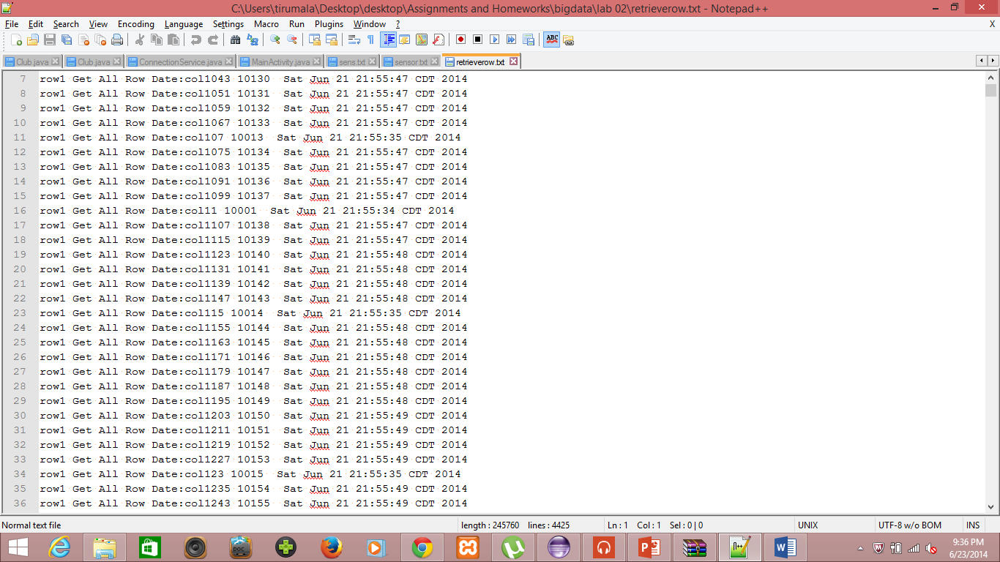 C:\Users\tirumala\Desktop\desktop\Assignments and Homeworks\bigdata\lab 02\retrieverow.txt - Notepad++
File Edit Search View Encoding Language Settings Macro Run Plugins Window ? X
Club.java Club.java ConnectionService.java MainActivity.java sens.txt sensor.txt retrieverow.txt
7 row1 Get All Row Date:col1043 10130 Sat Jun 21 21:55:47 CDT 2014
8 row1 Get All Row Date:col1051 10131 Sat Jun 21 21:55:47 CDT 2014
9 row1 Get All Row Date:col1059 10132 Sat Jun 21 21:55:47 CDT 2014
10 row1 Get All Row Date:col1067 10133 Sat Jun 21 21:55:47 CDT 2014
11 row1 Get All Row Date:col107 10013 Sat Jun 21 21:55:35 CDT 2014
12 row1 Get All Row Date:col1075 10134 Sat Jun 21 21:55:47 CDT 2014
13 row1 Get All Row Date:col1083 10135 Sat Jun 21 21:55:47 CDT 2014
14 row1 Get All Row Date:col1091 10136 Sat Jun 21 21:55:47 CDT 2014
15 row1 Get All Row Date:col1099 10137 Sat Jun 21 21:55:47 CDT 2014
16 row1 Get All Row Date:col11 10001 Sat Jun 21 21:55:34 CDT 2014
17 row1 Get All Row Date:col1107 10138 Sat Jun 21 21:55:47 CDT 2014
18 row1 Get All Row Date:col1115 10139 Sat Jun 21 21:55:47 CDT 2014
19 row1 Get All Row Date:col1123 10140 Sat Jun 21 21:55:48 CDT 2014
20 row1 Get All Row Date:col1131 10141 Sat Jun 21 21:55:48 CDT 2014
21 row1 Get All Row Date:col1139 10142 Sat Jun 21 21:55:48 CDT 2014
22 row1 Get All Row Date:col1147 10143 Sat Jun 21 21:55:48 CDT 2014
23 row1 Get All Row Date:col115 10014 Sat Jun 21 21:55:35 CDT 2014
24 row1 Get All Row Date:col1155 10144 Sat Jun 21 21:55:48 CDT 2014
25 row1 Get All Row Date:col1163 10145 Sat Jun 21 21:55:48 CDT 2014
26 row1 Get All Row Date:col1171 10146 Sat Jun 21 21:55:48 CDT 2014
27 row1 Get All Row Date:col1179 10147 Sat Jun 21 21:55:48 CDT 2014
28 row1 Get All Row Date:col1187 10148 Sat Jun 21 21:55:48 CDT 2014
29 row1 Get All Row Date:col1195 10149 Sat Jun 21 21:55:48 CDT 2014
30 row1 Get All Row Date:col1203 10150 Sat Jun 21 21:55:49 CDT 2014
31 row1 Get All Row Date:col1211 10151 Sat Jun 21 21:55:49 CDT 2014
32 row1 Get All Row Date:col1219 10152 Sat Jun 21 21:55:49 CDT 2014
33 row1 Get All Row Date:col1227 10153 Sat Jun 21 21:55:49 CDT 2014
34 row1 Get All Row Date:col123 10015 Sat Jun 21 21:55:35 CDT 2014
35 row1 Get All Row Date:col1235 10154 Sat Jun 21 21:55:49 CDT 2014
36 row1 Get All Row Date:col1243 10155 Sat Jun 21 21:55:49 CDT 2014
Normal text file length : 245760 lines : 4425 Ln : 1 Col : 1 Sel : 0 | 0 UNIX UTF-8 w/o BOM INS
9:36 PM
6/23/2014